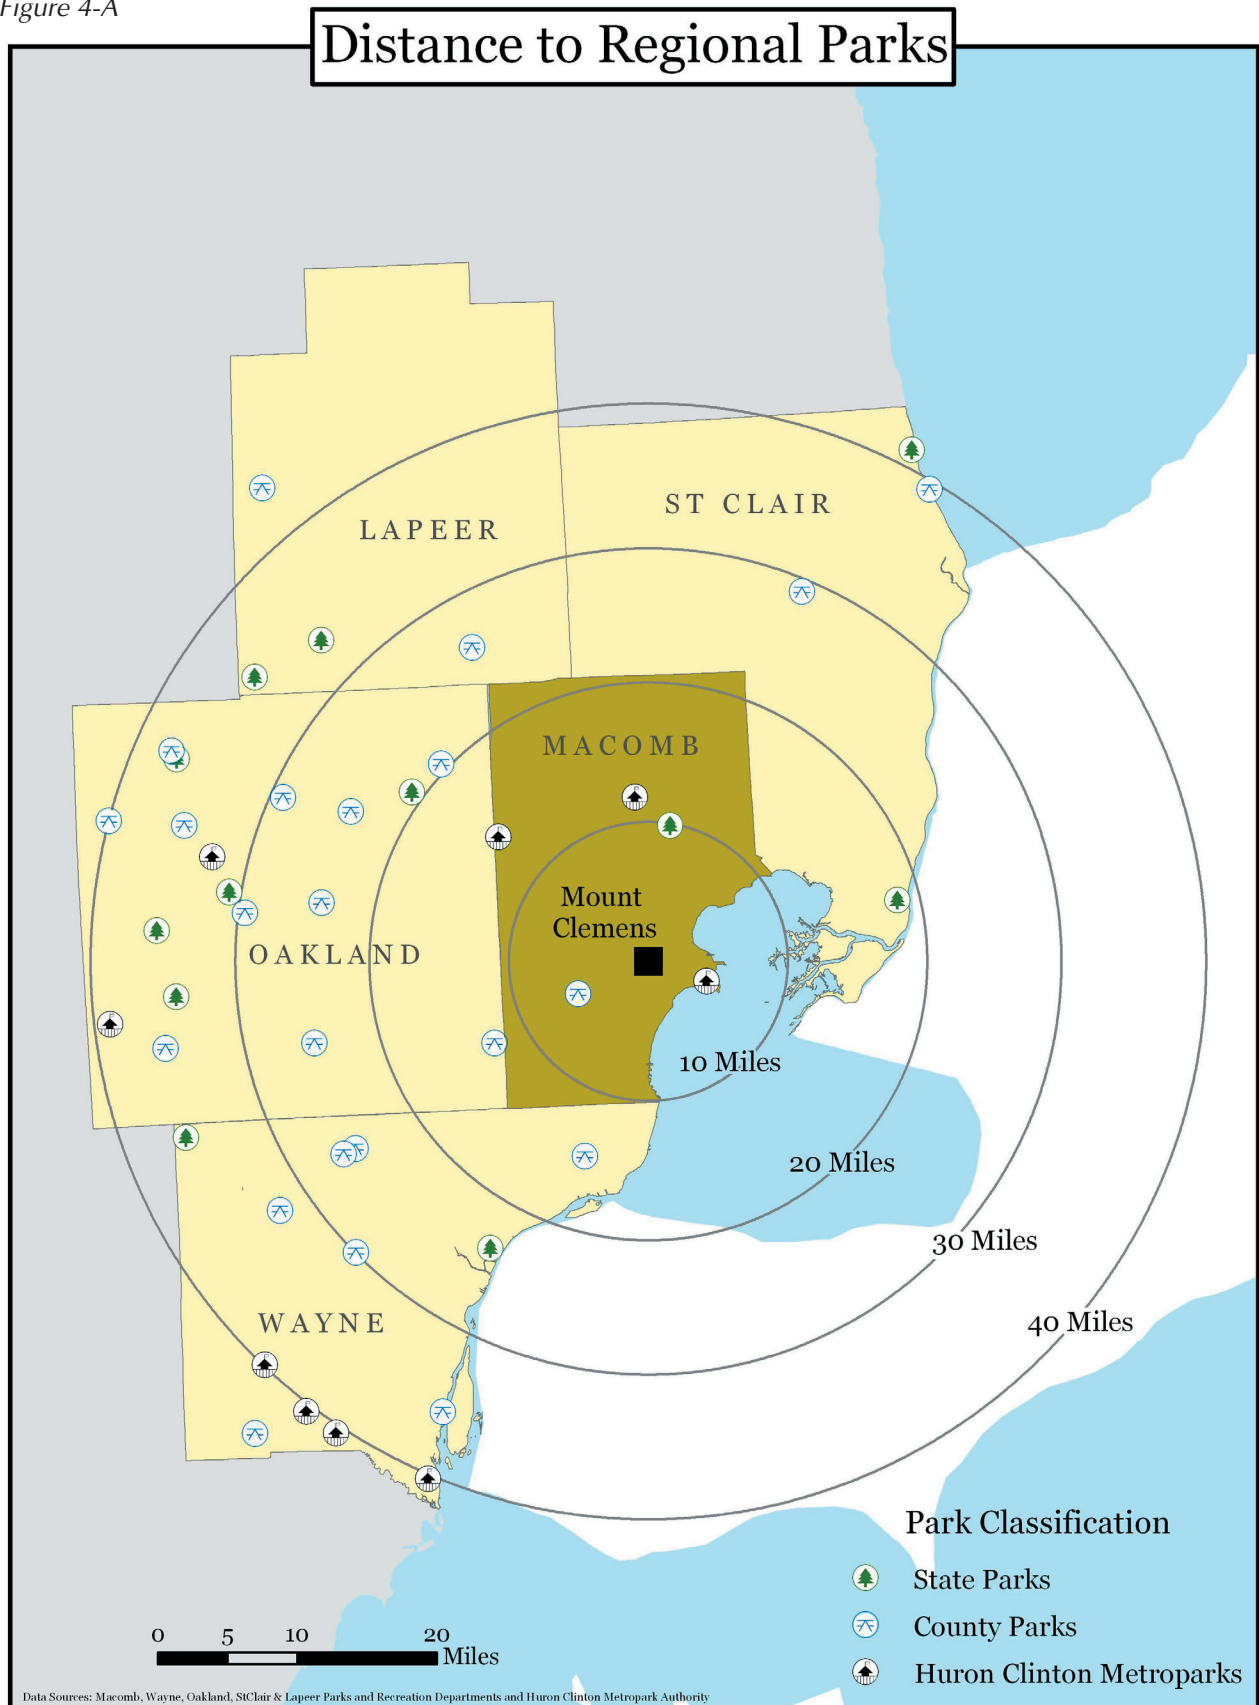 Figure 4-A
Distance to Regional Parks
LAPEER
ST CLAIR
MACOMB
Mount
Clemens
OAKLAND
10 Miles
20 Miles
30 Miles
WAYNE
40 Miles
Park Classification
State Parks
County Parks
Huron Clinton Metroparks
0 5 10 20
Miles
Data Sources: Macomb, Wayne, Oakland, StClair & Lapeer Parks and Recreation Departments and Huron Clinton Metropark Authority